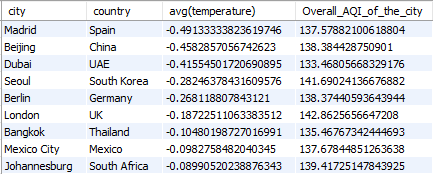 city country avg(temperature) Overall_AQI_of_the_city
Madrid Spain -0.49133333823619746 137.57882100618804
Beijing China -0.4582857056742623 138.384428750901
Dubai UAE -0.41554501720690895 133.46805668329176
Seoul South Korea -0.28246378431609576 141.69024136676882
Berlin Germany -0.268118807843121 138.37440593643944
London UK -0.18722511063383512 142.8625656647208
Bangkok Thailand -0.10480198727016991 135.46767342444693
Mexico City Mexico -0.0982758482040345 137.67844851263638
Johannesburg South Africa -0.08990520238876343 139.41725147843925